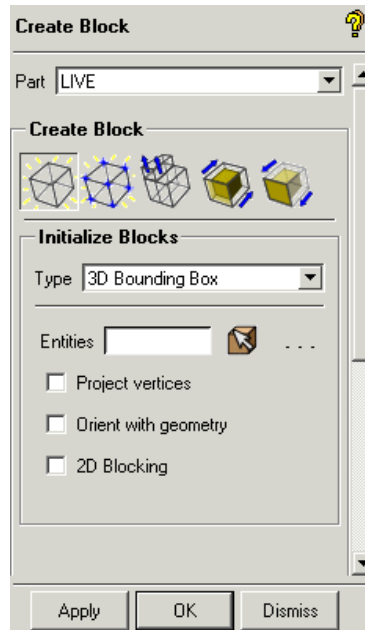 Create Block
Part LIVE
Create Block
Initialize Blocks
Type 3D Bounding Box
Entities ...
Project vertices
Orient with geometry
2D Blocking
Apply OK Dismiss